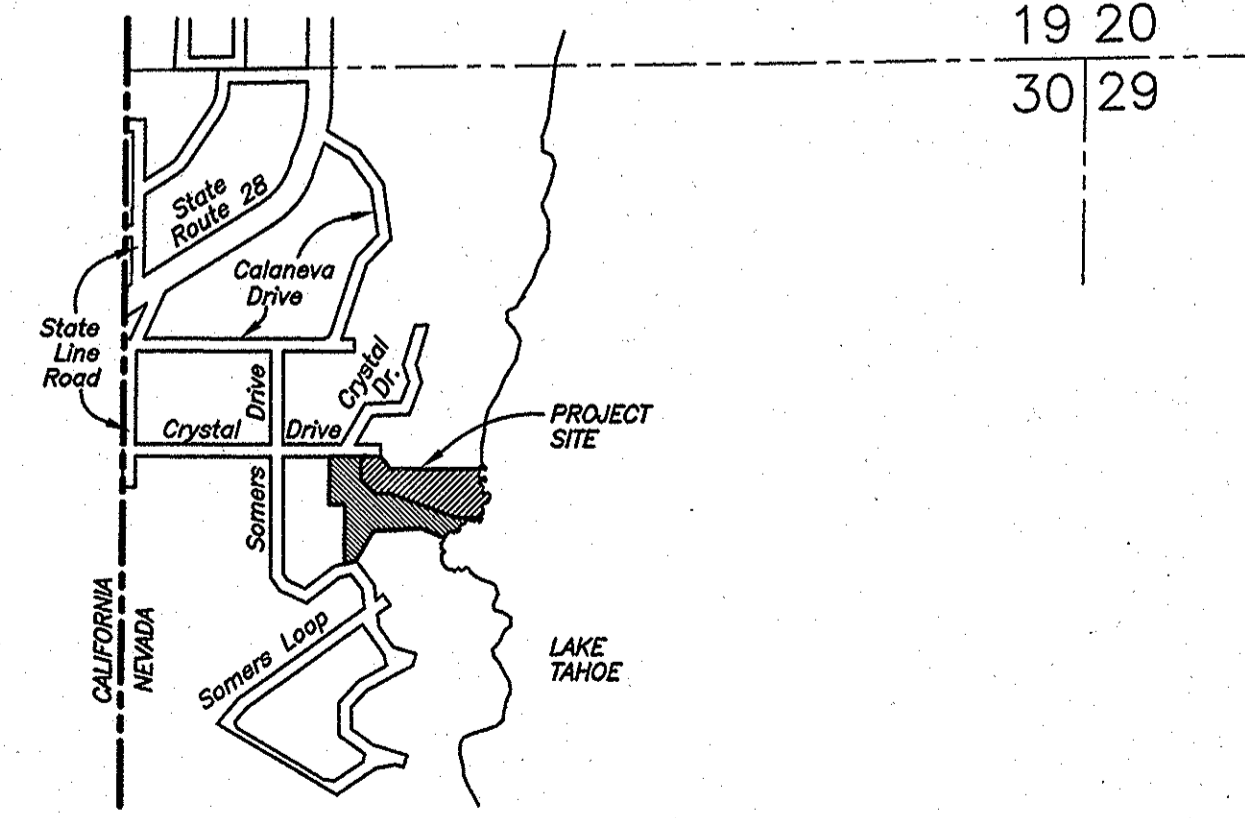 19 20
30 29
State
Route 28
Calaneva
Drive
State
Line
Road
Crystal
Dr.
Drive
Crystal Drive
PROJECT
SITE
Somers
CALIFORNIA
NEVADA
Somers Loop
LAKE
TAHOE